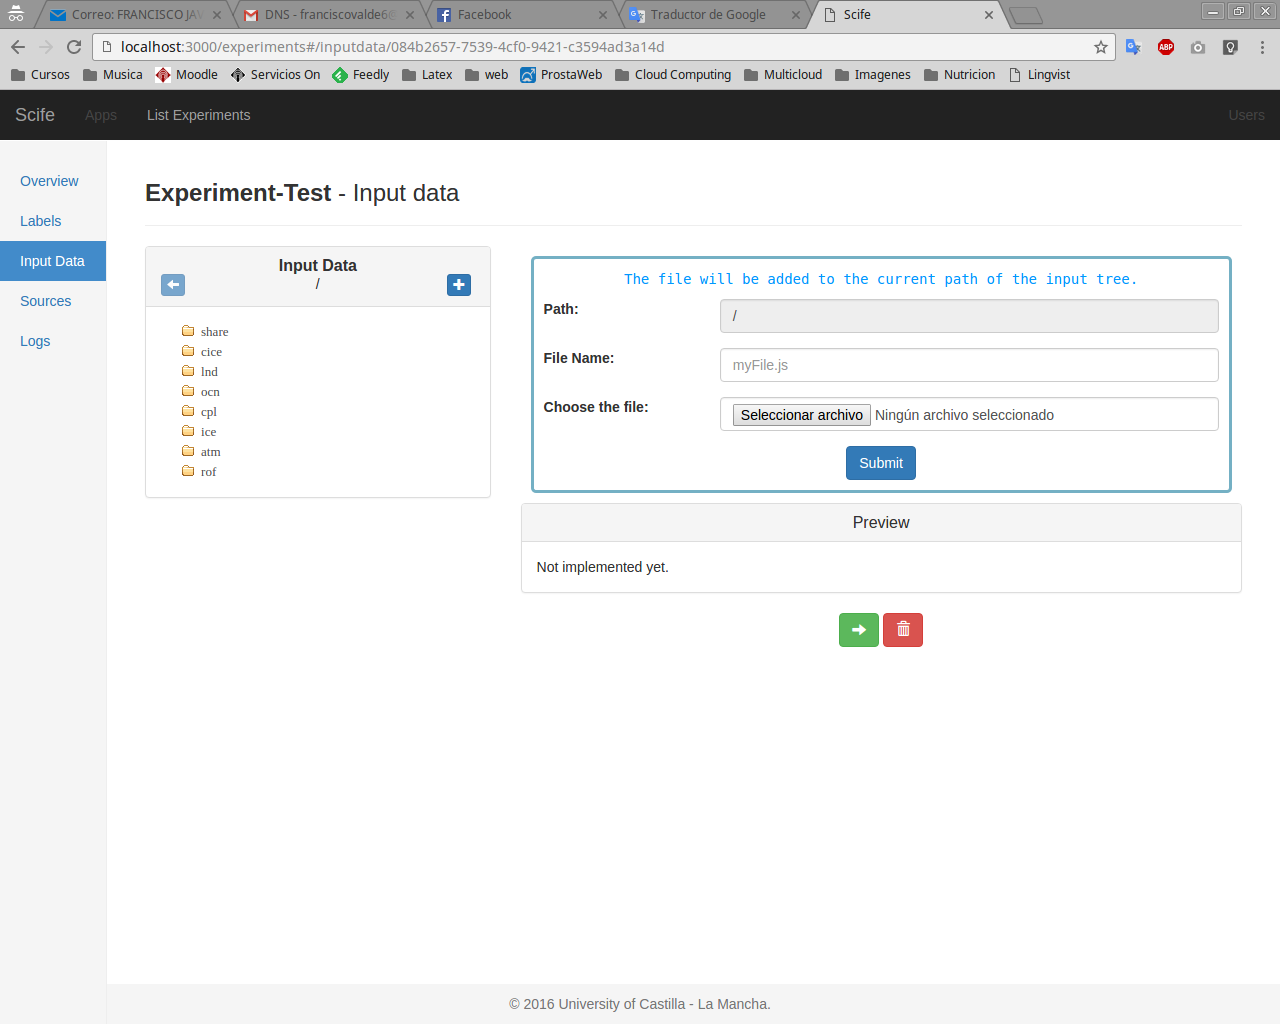 Correo: FRANCISCO JAV
DNS - franciscovalde6@
Facebook
Traductor de Google
Scife
localhost:3000/experiments#/inputdata/084b2657-7539-4cf0-9421-c3594ad3a14d
ABP
Cursos
Musica
Moodle
Servicios On
Feedly
Latex
web
ProstaWeb
Cloud Computing
Multicloud
Imagenes
Nutricion
Lingvist
Scife
Apps
List Experiments
Users
Overview
Labels
Input Data
Sources
Logs
Experiment-Test - Input data
Input Data
/
share
cice
lnd
ocn
cpl
ice
atm
rof
The file will be added to the current path of the input tree.
Path:
/
File Name:
myFile.js
Choose the file:
Seleccionar archivo Ningún archivo seleccionado
Submit
Preview
Not implemented yet.
© 2016 University of Castilla - La Mancha.